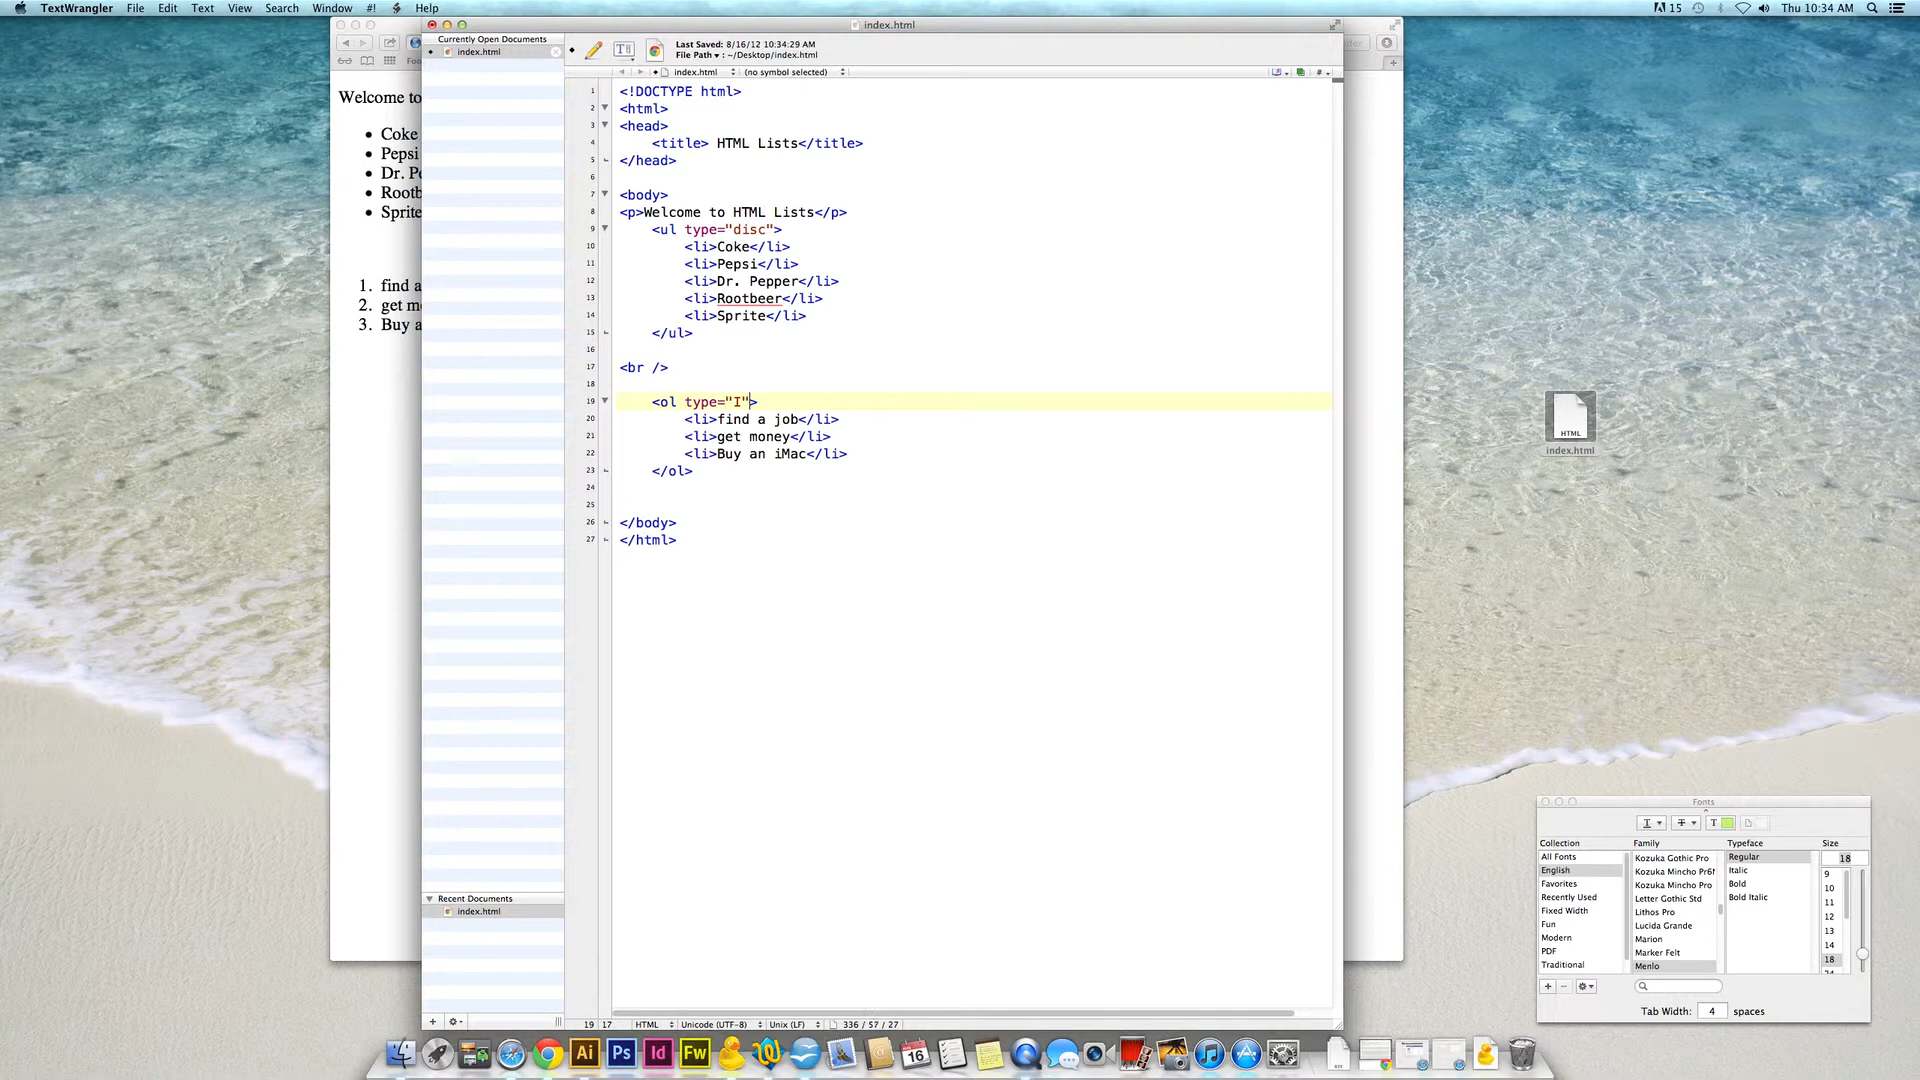 TextWrangler File Edit Text View Search Window #! Help
15 Thu 10:34 AM
index.html
Currently Open Documents
index.html
Last Saved: 8/16/12 10:34:29 AM
File Path ▾ : ~/Desktop/index.html
index.html (no symbol selected)
Welcome to
• Coke
• Pepsi
• Dr. Pe
• Rootb
• Sprite
1. find a
2. get m
3. Buy a
1 <!DOCTYPE html>
2 <html>
3 <head>
4 <title> HTML Lists</title>
5 </head>
6
7 <body>
8 <p>Welcome to HTML Lists</p>
9 <ul type="disc">
10 <li>Coke</li>
11 <li>Pepsi</li>
12 <li>Dr. Pepper</li>
13 <li>Rootbeer</li>
14 <li>Sprite</li>
15 </ul>
16
17 <br />
18
19 <ol type="I">
20 <li>find a job</li>
21 <li>get money</li>
22 <li>Buy an iMac</li>
23 </ol>
24
25
26 </body>
27 </html>
HTML
index.html
Recent Documents
index.html
19 17 HTML Unicode (UTF-8) Unix (LF) 336 / 57 / 27
Fonts
Collection Family Typeface Size
All Fonts
English
Favorites
Recently Used
Fixed Width
Fun
Modern
PDF
Traditional
Kozuka Gothic Pro
Kozuka Mincho Pr6N
Kozuka Mincho Pro
Letter Gothic Std
Lithos Pro
Lucida Grande
Marion
Marker Felt
Menlo
Regular
Italic
Bold
Bold Italic
18
9
10
11
12
13
14
18
Tab Width: 4 spaces
Ai Ps Id Fw
16